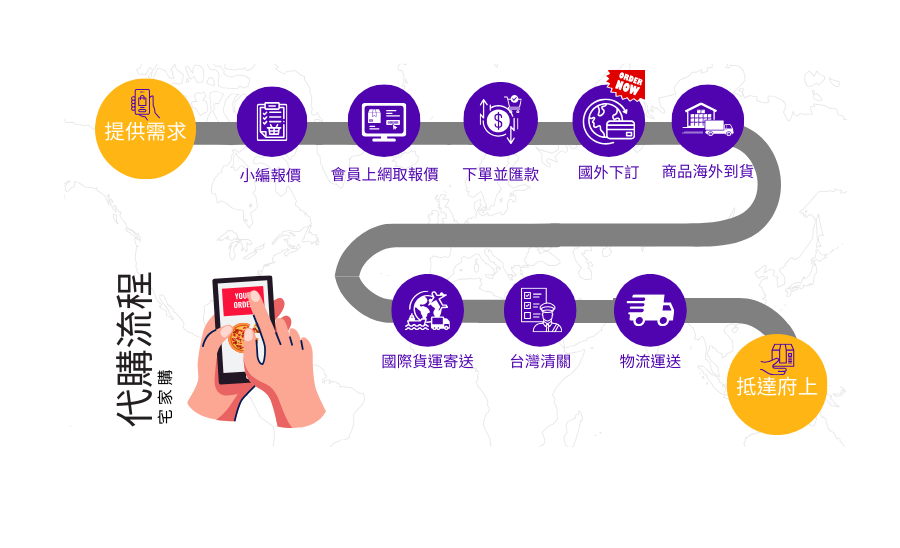 提供需求
小編報價
會員上網取報價
下單並匯款
ORDER
NOW
國外下訂
商品海外到貨
代購流程
宅家購
YOUR
ORDER
國際貨運寄送
台灣清關
物流運送
抵達府上